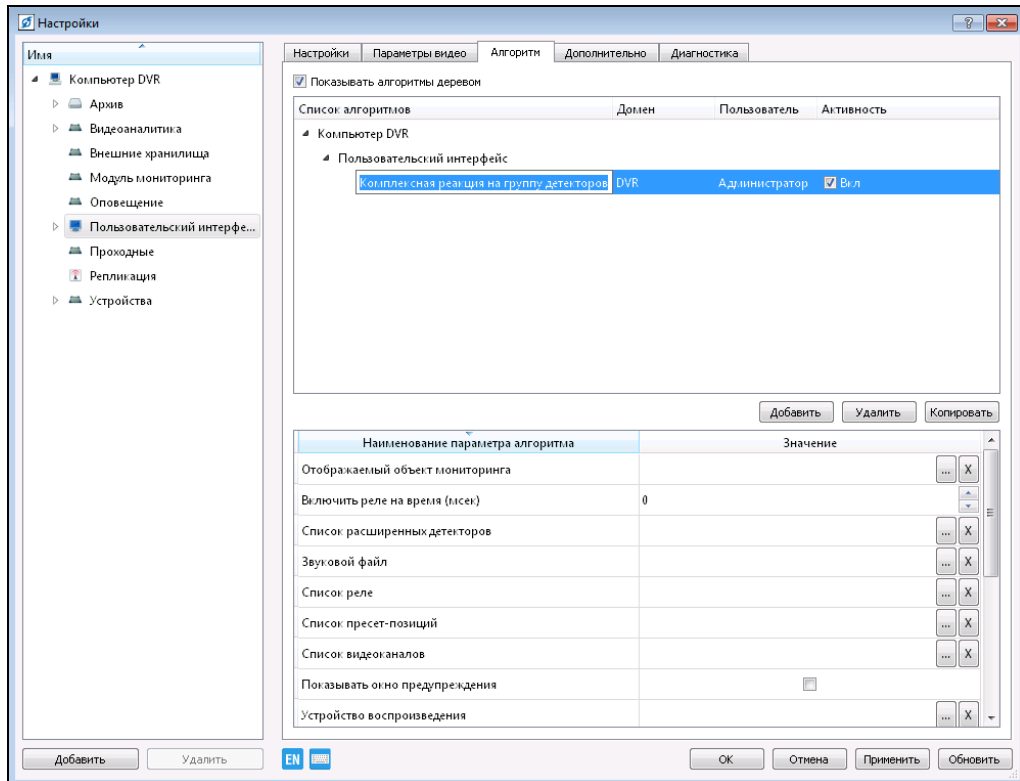 Настройки
Имя
Компьютер DVR
Архив
Видеоаналитика
Внешние хранилища
Модуль мониторинга
Оповещение
Пользовательский интерфе...
Проходные
Репликация
Устройства
Добавить Удалить
Настройки Параметры видео Алгоритм Дополнительно Диагностика
Показывать алгоритмы деревом
Список алгоритмов Домен Пользователь Активность
Компьютер DVR
Пользовательский интерфейс
Комплексная реакция на группу детекторов DVR Администратор Вкл
Добавить Удалить Копировать
Наименование параметра алгоритма Значение
Отображаемый объект мониторинга ... X
Включить реле на время (мсек) 0
Список расширенных детекторов ... X
Звуковой файл ... X
Список реле ... X
Список пресет-позиций ... X
Список видеоканалов ... X
Показывать окно предупреждения
Устройство воспроизведения ... X
EN OK Отмена Применить Обновить